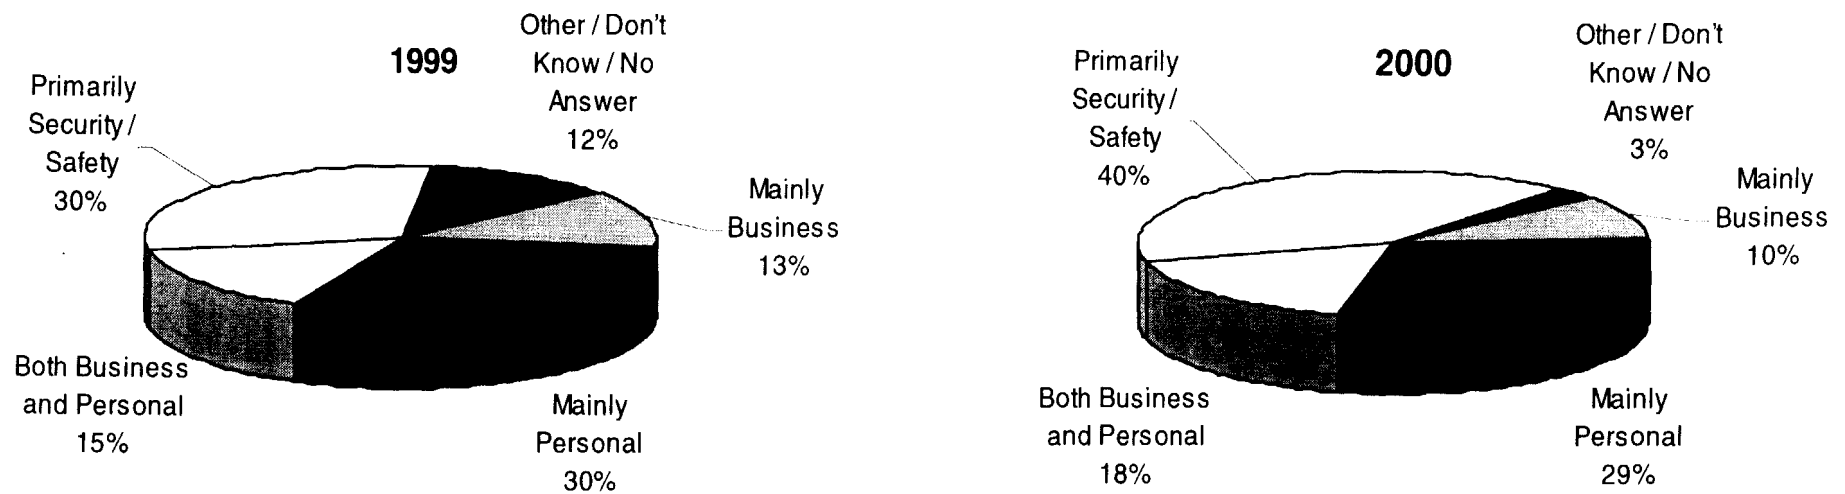 1999
Other / Don't
Know / No
Answer
12%
Primarily
Security /
Safety
30%
Mainly
Business
13%
Both Business
and Personal
15%
Mainly
Personal
30%
2000
Other / Don't
Know / No
Answer
3%
Primarily
Security /
Safety
40%
Mainly
Business
10%
Both Business
and Personal
18%
Mainly
Personal
29%